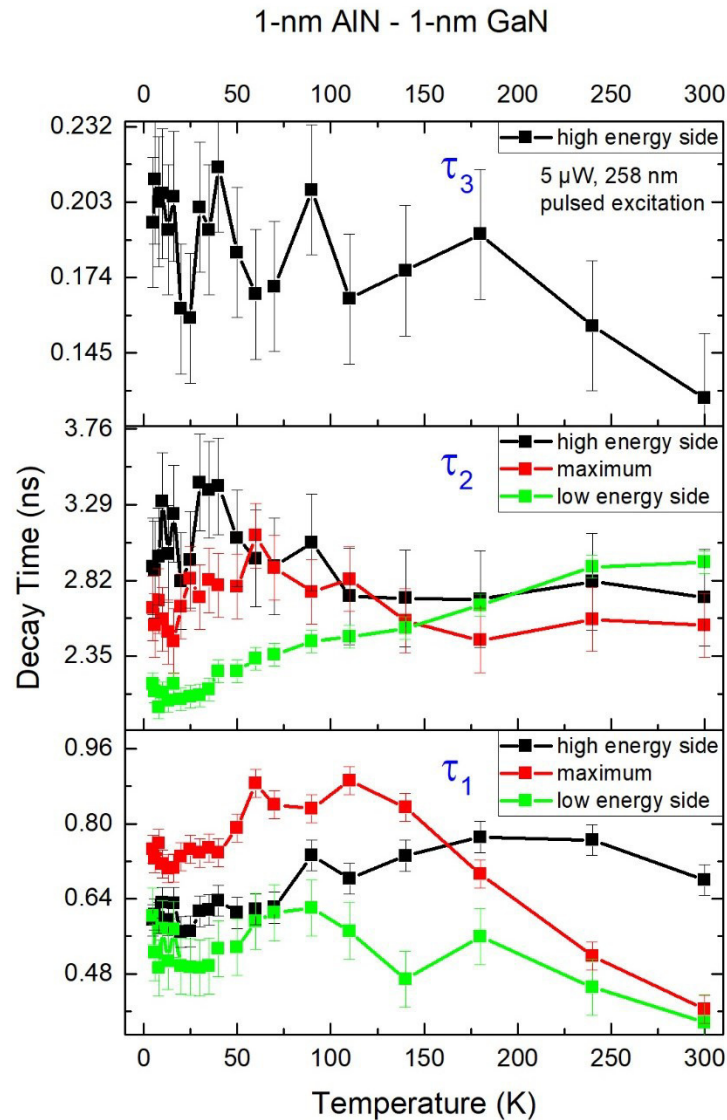 1-nm AlN - 1-nm GaN
0 50 100 150 200 250 300
0.232
0.203
0.174
0.145
τ3
high energy side
5 µW, 258 nm
pulsed excitation
3.76
3.29
2.82
2.35
τ2
high energy side
maximum
low energy side
Decay Time (ns)
0.96
0.80
0.64
0.48
τ1
high energy side
maximum
low energy side
0 50 100 150 200 250 300
Temperature (K)